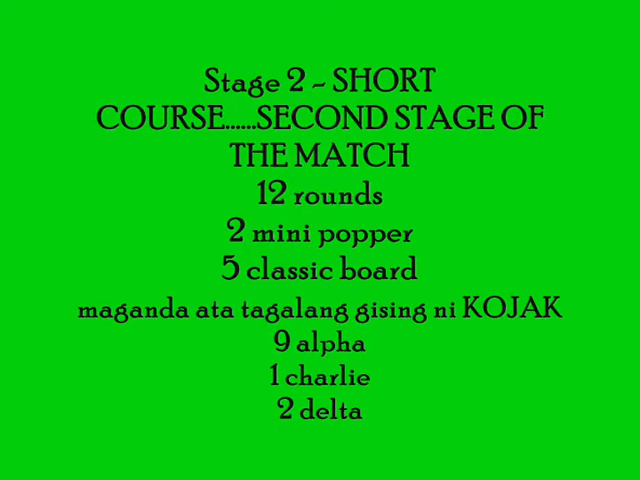 Stage 2 - SHORT
COURSE......SECOND STAGE OF
THE MATCH
12 rounds
2 mini popper
5 classic board
maganda ata tagalang gising ni KOJAK
9 alpha
1 charlie
2 delta